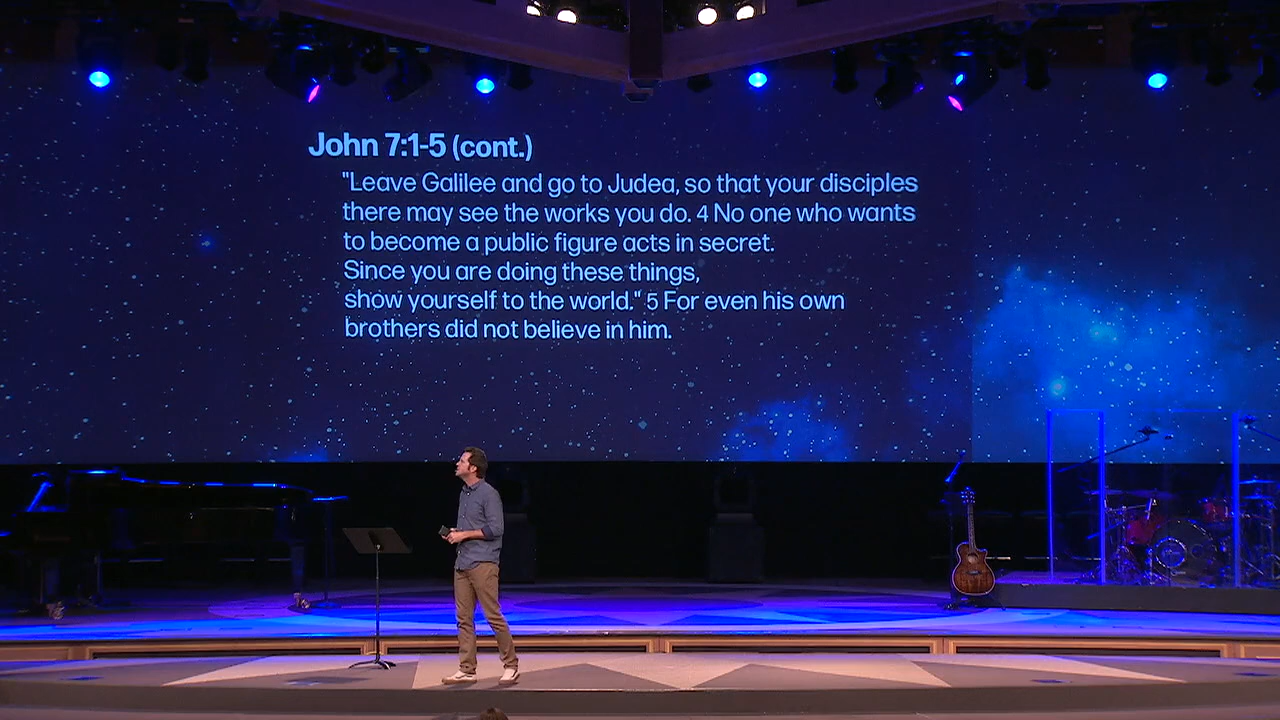 John 7:1-5 (cont.)
"Leave Galilee and go to Judea, so that your disciples
there may see the works you do. 4 No one who wants
to become a public figure acts in secret.
Since you are doing these things,
show yourself to the world." 5 For even his own
brothers did not believe in him.